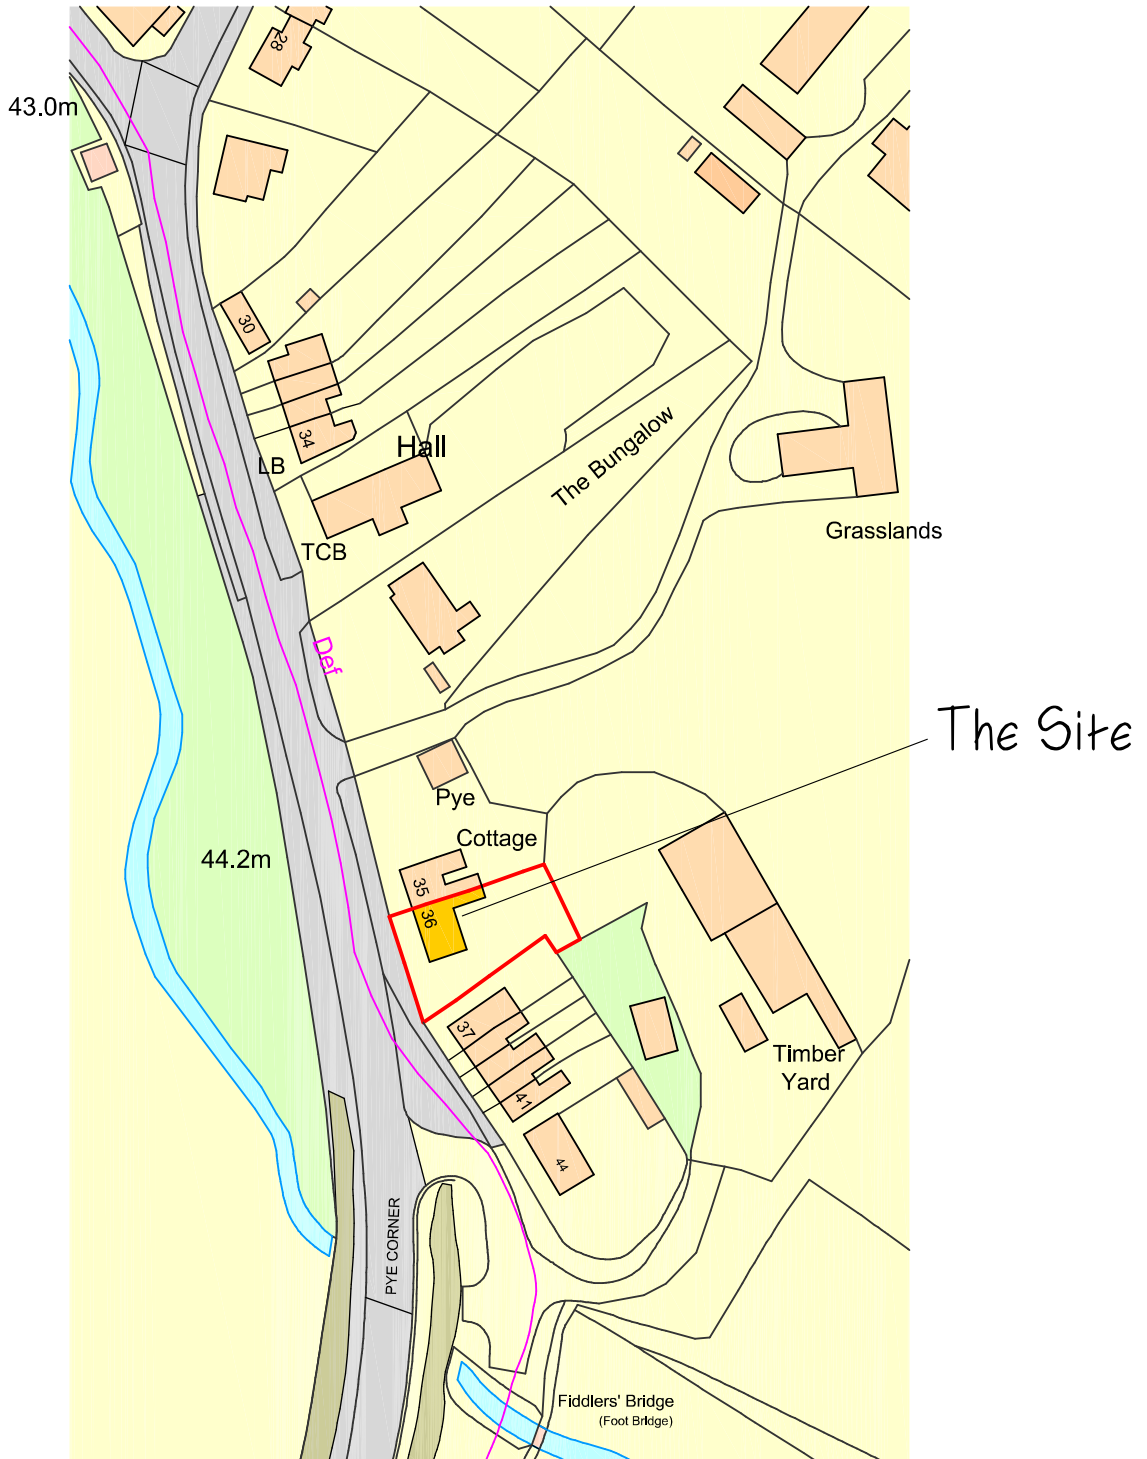 28
43.0m
30
34
Hall
LB
The Bungalow
TCB
Grasslands
Def
The Site
Pye
Cottage
44.2m
35
36
37
Timber
Yard
41
44
PYE CORNER
Fiddlers' Bridge
(Foot Bridge)